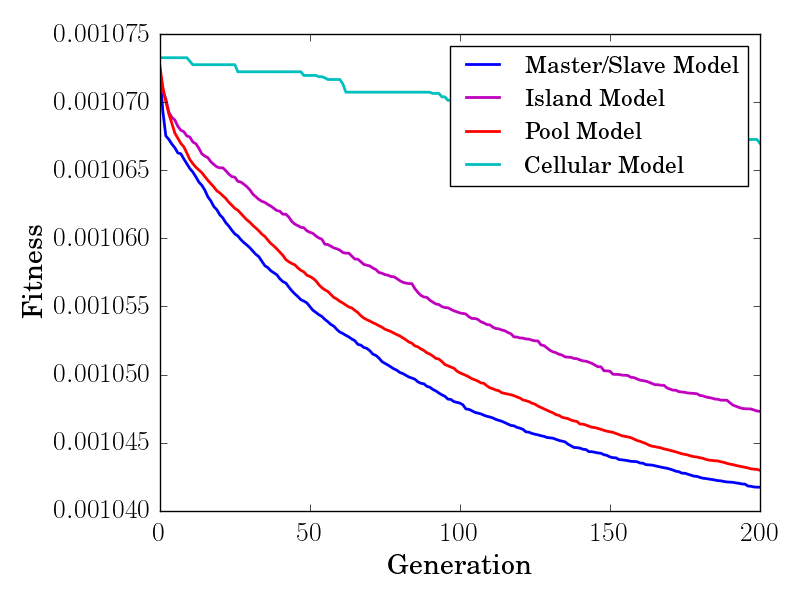 0.001075
0.001070
0.001065
0.001060
0.001055
0.001050
0.001045
0.001040
Fitness
0
50
100
150
200
Generation
Master/Slave Model
Island Model
Pool Model
Cellular Model